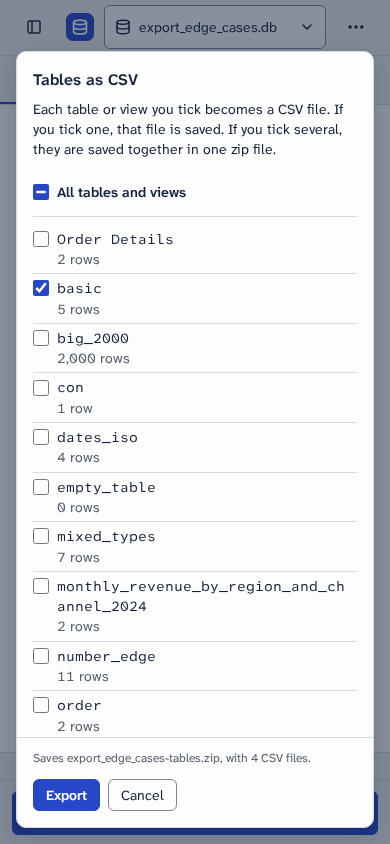 export_edge_cases.db
Tables as CSV
Each table or view you tick becomes a CSV file. If
you tick one, that file is saved. If you tick several,
they are saved together in one zip file.
All tables and views
Order Details
2 rows
basic
5 rows
big_2000
2,000 rows
con
1 row
dates_iso
4 rows
empty_table
0 rows
mixed_types
7 rows
monthly_revenue_by_region_and_ch
annel_2024
2 rows
number_edge
11 rows
order
2 rows
Saves export_edge_cases-tables.zip, with 4 CSV files.
Export
Cancel